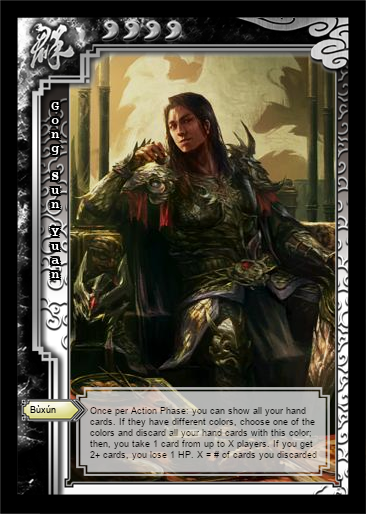 群
Gong Sun Yuan
Bùxùn
Once per Action Phase: you can show all your hand
cards. If they have different colors, choose one of the
colors and discard all your hand cards with this color;
then, you take 1 card from up to X players. If you get
2+ cards, you lose 1 HP. X = # of cards you discarded